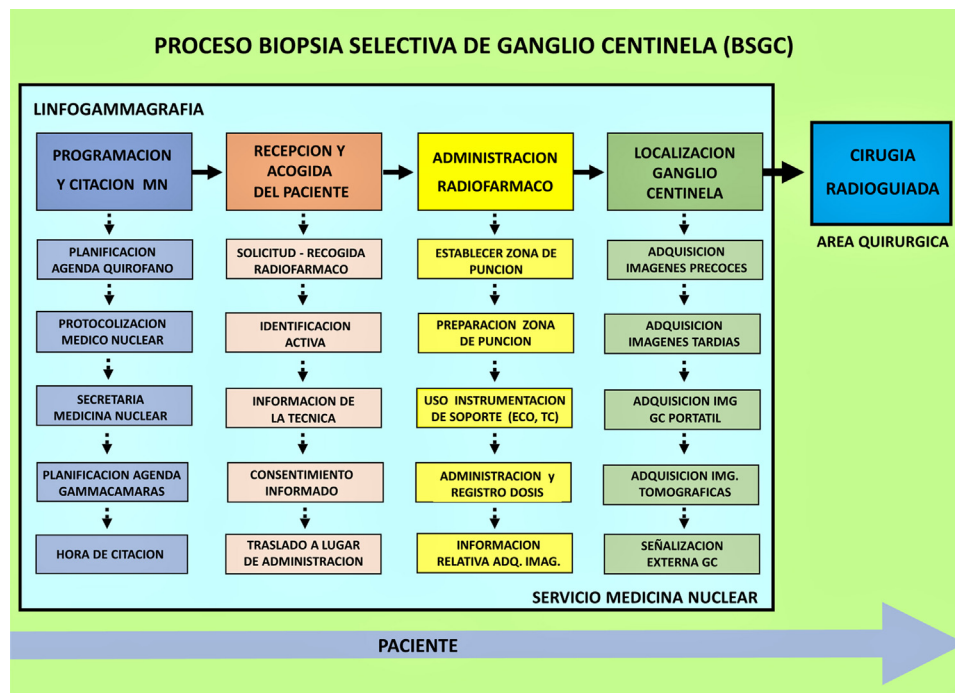 PROCESO BIOPSIA SELECTIVA DE GANGLIO CENTINELA (BSGC)
LINFOGAMMAGRAFIA
PROGRAMACION
Y CITACION MN
PLANIFICACION
AGENDA QUIROFANO
PROTOCOLIZACION
MEDICO NUCLEAR
SECRETARIA
MEDICINA NUCLEAR
PLANIFICACION AGENDA
GAMMACAMARAS
HORA DE CITACION
RECEPCION Y
ACOGIDA
DEL PACIENTE
SOLICITUD - RECOGIDA
RADIOFARMACO
IDENTIFICACION
ACTIVA
INFORMACION DE
LA TECNICA
CONSENTIMIENTO
INFORMADO
TRASLADO A LUGAR
DE ADMINISTRACION
ADMINISTRACION
RADIOFARMACO
ESTABLECER ZONA DE
PUNCION
PREPARACION ZONA
DE PUNCION
USO INSTRUMENTACION
DE SOPORTE (ECO, TC)
ADMINISTRACION y
REGISTRO DOSIS
INFORMACION
RELATIVA ADQ. IMAG.
LOCALIZACION
GANGLIO
CENTINELA
ADQUISICION
IMAGENES PRECOCES
ADQUISICION
IMAGENES TARDIAS
ADQUISICION IMG
GC PORTATIL
ADQUISICION IMG.
TOMOGRAFICAS
SEÑALIZACION
EXTERNA GC
CIRUGIA
RADIOGUIADA
AREA QUIRURGICA
SERVICIO MEDICINA NUCLEAR
PACIENTE